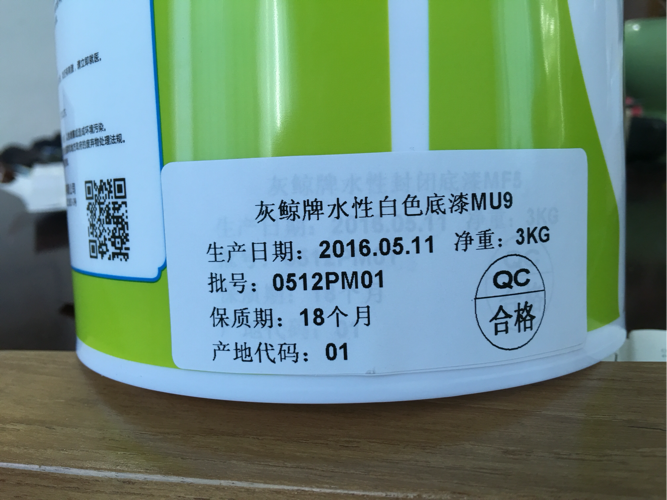 灰鲸牌水性白色底漆MU9
生产日期：2016.05.11 净重：3KG
批号：0512PM01
保质期：18个月
产地代码：01
QC
合格